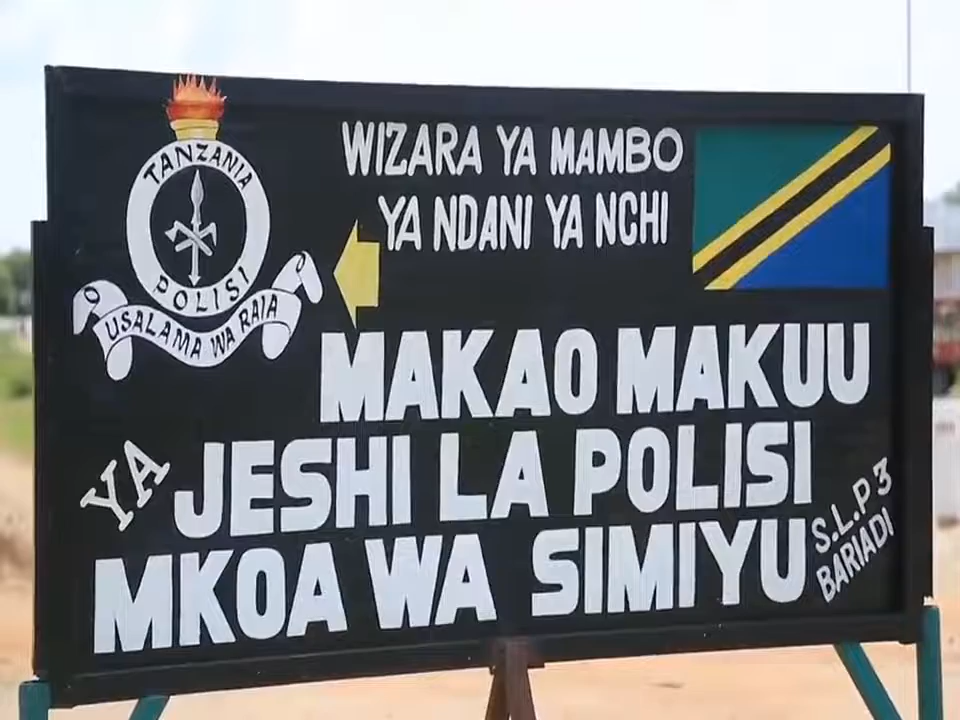 TANZANIA
POLISI
USALAMA WA RAIA
WIZARA YA MAMBO
YA NDANI YA NCHI
MAKAO MAKUU
YA JESHI LA POLISI
MKOA WA SIMIYU
S.L.P 3
BARIADI